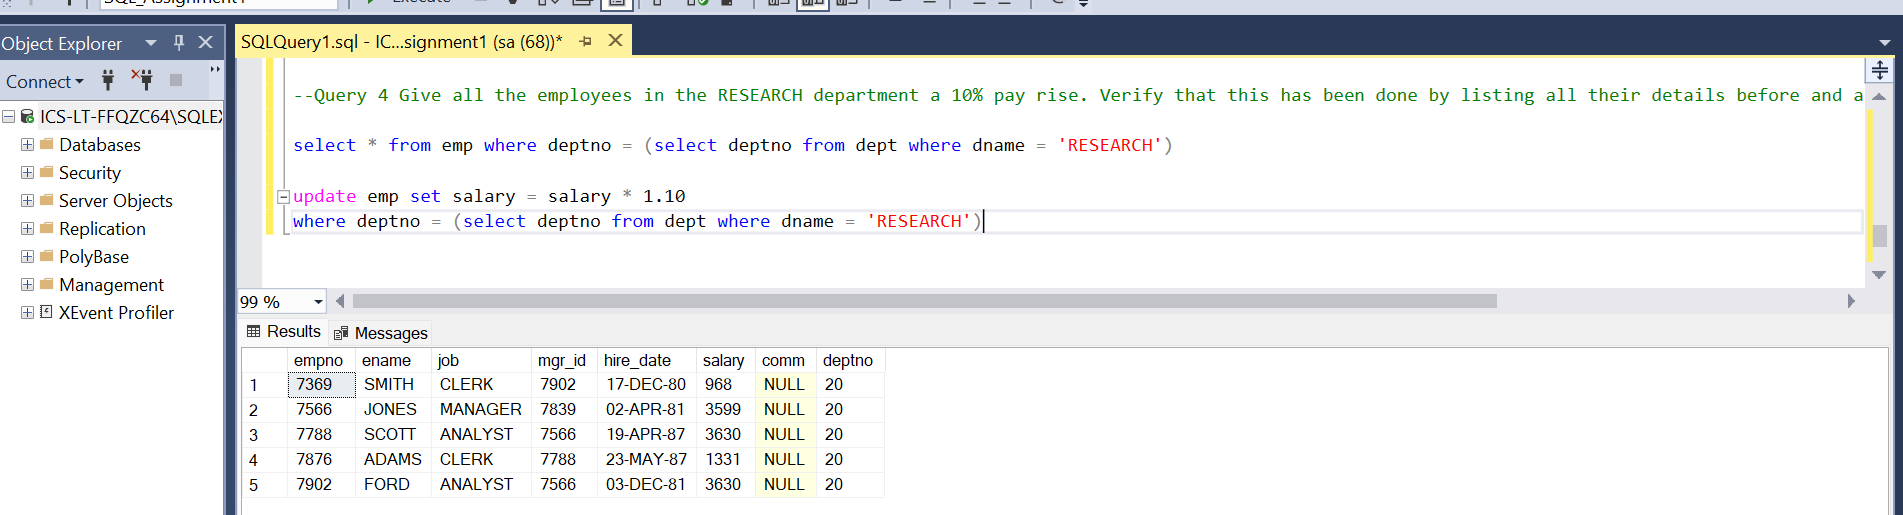 SQL_Assignment1
Execute
Object Explorer
SQLQuery1.sql - IC...signment1 (sa (68))*
Connect
ICS-LT-FFQZC64\SQLEX
Databases
Security
Server Objects
Replication
PolyBase
Management
XEvent Profiler
--Query 4 Give all the employees in the RESEARCH department a 10% pay rise. Verify that this has been done by listing all their details before and a
select * from emp where deptno = (select deptno from dept where dname = 'RESEARCH')
update emp set salary = salary * 1.10
where deptno = (select deptno from dept where dname = 'RESEARCH')
99 %
Results Messages
empno ename job mgr_id hire_date salary comm deptno
1 7369 SMITH CLERK 7902 17-DEC-80 968 NULL 20
2 7566 JONES MANAGER 7839 02-APR-81 3599 NULL 20
3 7788 SCOTT ANALYST 7566 19-APR-87 3630 NULL 20
4 7876 ADAMS CLERK 7788 23-MAY-87 1331 NULL 20
5 7902 FORD ANALYST 7566 03-DEC-81 3630 NULL 20